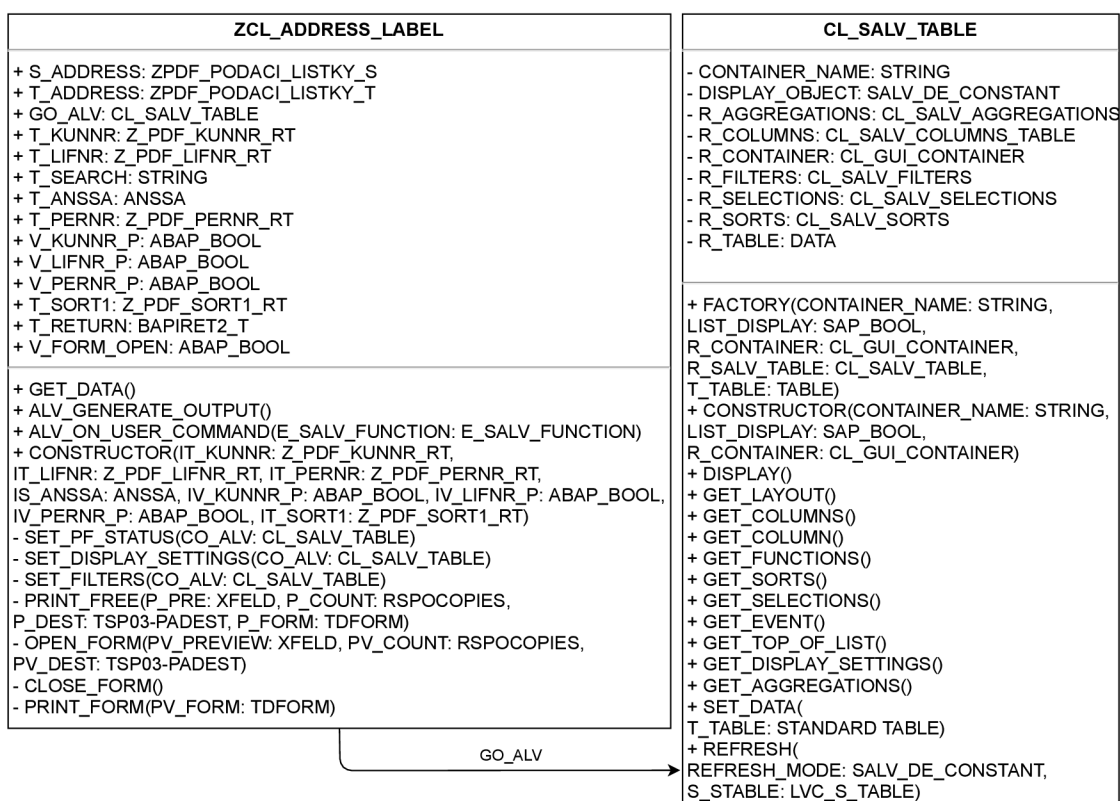 ZCL_ADDRESS_LABEL
+ S_ADDRESS: ZPDF_PODACI_LISTKY_S
+ T_ADDRESS: ZPDF_PODACI_LISTKY_T
+ GO_ALV: CL_SALV_TABLE
+ T_KUNNR: Z_PDF_KUNNR_RT
+ T_LIFNR: Z_PDF_LIFNR_RT
+ T_SEARCH: STRING
+ T_ANSSA: ANSSA
+ T_PERNR: Z_PDF_PERNR_RT
+ V_KUNNR_P: ABAP_BOOL
+ V_LIFNR_P: ABAP_BOOL
+ V_PERNR_P: ABAP_BOOL
+ T_SORT1: Z_PDF_SORT1_RT
+ T_RETURN: BAPIRET2_T
+ V_FORM_OPEN: ABAP_BOOL
+ GET_DATA()
+ ALV_GENERATE_OUTPUT()
+ ALV_ON_USER_COMMAND(E_SALV_FUNCTION: E_SALV_FUNCTION)
+ CONSTRUCTOR(IT_KUNNR: Z_PDF_KUNNR_RT,
IT_LIFNR: Z_PDF_LIFNR_RT, IT_PERNR: Z_PDF_PERNR_RT,
IS_ANSSA: ANSSA, IV_KUNNR_P: ABAP_BOOL, IV_LIFNR_P: ABAP_BOOL,
IV_PERNR_P: ABAP_BOOL, IT_SORT1: Z_PDF_SORT1_RT)
- SET_PF_STATUS(CO_ALV: CL_SALV_TABLE)
- SET_DISPLAY_SETTINGS(CO_ALV: CL_SALV_TABLE)
- SET_FILTERS(CO_ALV: CL_SALV_TABLE)
- PRINT_FREE(P_PRE: XFELD, P_COUNT: RSPOCOPIES,
P_DEST: TSP03-PADEST, P_FORM: TDFORM)
- OPEN_FORM(PV_PREVIEW: XFELD, PV_COUNT: RSPOCOPIES,
PV_DEST: TSP03-PADEST)
- CLOSE_FORM()
- PRINT_FORM(PV_FORM: TDFORM)
GO_ALV
CL_SALV_TABLE
- CONTAINER_NAME: STRING
- DISPLAY_OBJECT: SALV_DE_CONSTANT
- R_AGGREGATIONS: CL_SALV_AGGREGATIONS
- R_COLUMNS: CL_SALV_COLUMNS_TABLE
- R_CONTAINER: CL_GUI_CONTAINER
- R_FILTERS: CL_SALV_FILTERS
- R_SELECTIONS: CL_SALV_SELECTIONS
- R_SORTS: CL_SALV_SORTS
- R_TABLE: DATA
+ FACTORY(CONTAINER_NAME: STRING,
LIST_DISPLAY: SAP_BOOL,
R_CONTAINER: CL_GUI_CONTAINER,
R_SALV_TABLE: CL_SALV_TABLE,
T_TABLE: TABLE)
+ CONSTRUCTOR(CONTAINER_NAME: STRING,
LIST_DISPLAY: SAP_BOOL,
R_CONTAINER: CL_GUI_CONTAINER)
+ DISPLAY()
+ GET_LAYOUT()
+ GET_COLUMNS()
+ GET_COLUMN()
+ GET_FUNCTIONS()
+ GET_SORTS()
+ GET_SELECTIONS()
+ GET_EVENT()
+ GET_TOP_OF_LIST()
+ GET_DISPLAY_SETTINGS()
+ GET_AGGREGATIONS()
+ SET_DATA(
T_TABLE: STANDARD TABLE)
+ REFRESH(
REFRESH_MODE: SALV_DE_CONSTANT,
S_STABLE: LVC_S_TABLE)